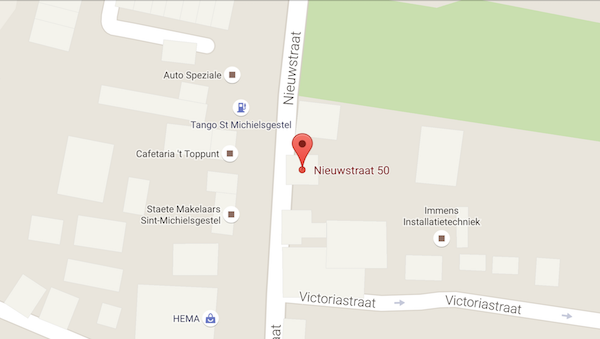 Nieuwstraat
Auto Speziale
Tango St Michielsgestel
Cafetaria 't Toppunt
Nieuwstraat 50
Staete Makelaars
Sint-Michielsgestel
Immens
Installatietechniek
Victoriastraat
Victoriastraat
HEMA
aat